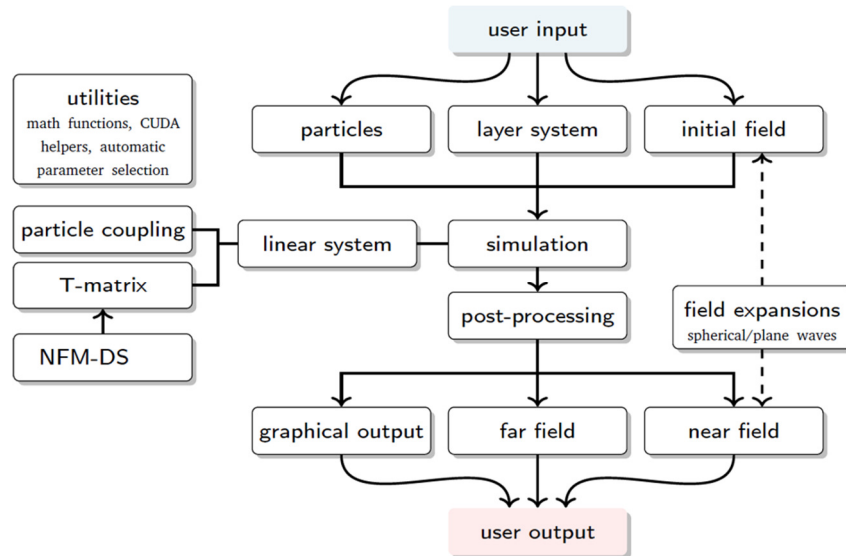 user input
utilities
math functions, CUDA
helpers, automatic
parameter selection
particles
layer system
initial field
particle coupling
linear system
simulation
T-matrix
post-processing
field expansions
spherical/plane waves
NFM-DS
graphical output
far field
near field
user output